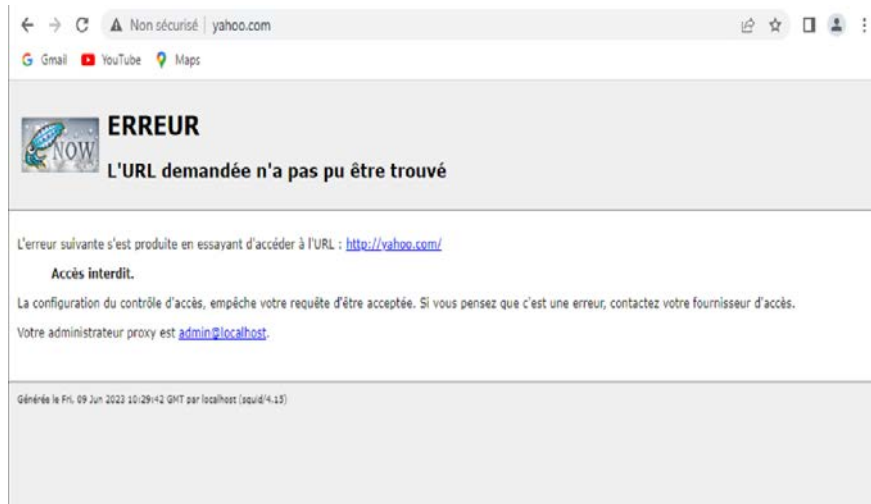 Non sécurisé yahoo.com
Gmail YouTube Maps
NOW
ERREUR
L'URL demandée n'a pas pu être trouvé
L'erreur suivante s'est produite en essayant d'accéder à l'URL : http://yahoo.com/
Accès interdit.
La configuration du contrôle d'accès, empêche votre requête d'être acceptée. Si vous pensez que c'est une erreur, contactez votre fournisseur d'accès.
Votre administrateur proxy est admin@localhost.
Générée le Fri, 09 Jun 2023 10:29:42 GMT par localhost (squid/4.15)